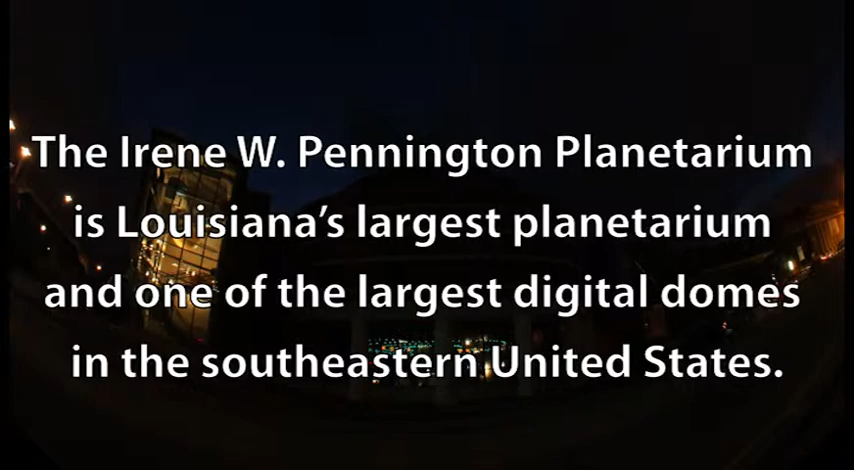 The Irene W. Pennington Planetarium
is Louisiana’s largest planetarium
and one of the largest digital domes
in the southeastern United States.